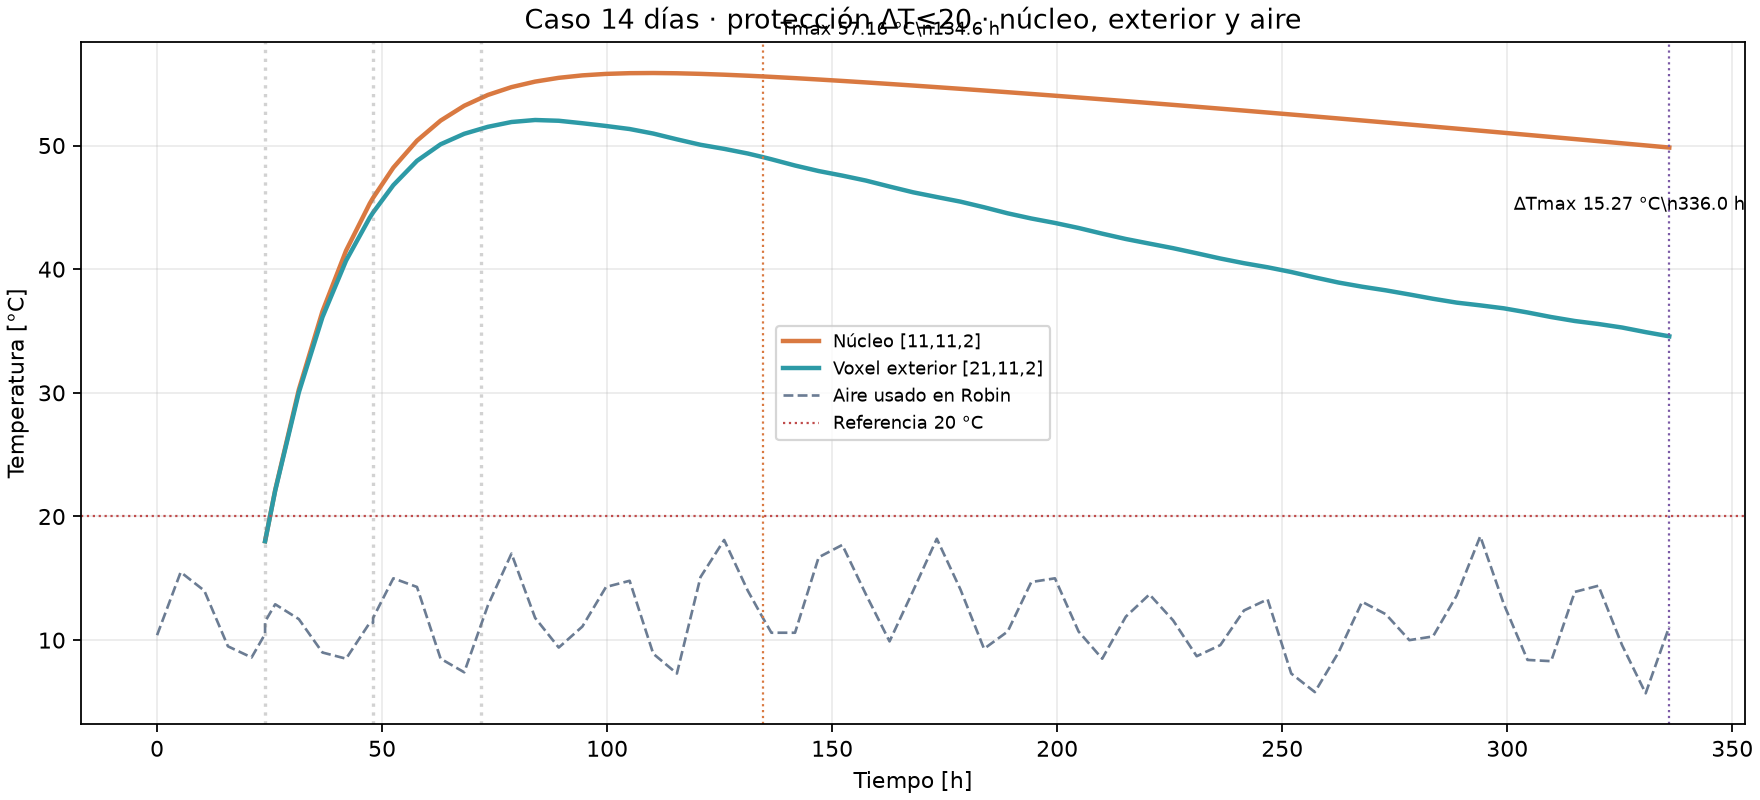 Caso 14 días · protección ΔT≤20 · núcleo, exterior y aire
Tmax 57.16 °C\n134.6 h
ΔTmax 15.27 °C\n336.0 h
Temperatura [°C]
50
40
30
20
10
Núcleo [11,11,2]
Voxel exterior [21,11,2]
Aire usado en Robin
Referencia 20 °C
0 50 100 150 200 250 300 350
Tiempo [h]